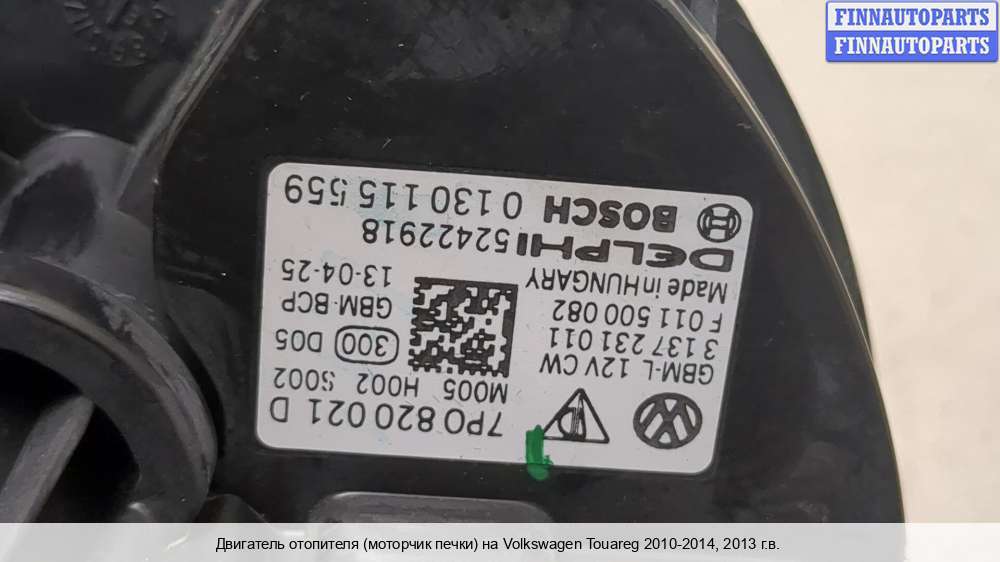 FINNAUTOPARTS
FINNAUTOPARTS
7P0 820 021 D
M005 H002 S002
GBM-L 12V CW
300 D05
3 137 231 011
GBM-BCP
F 011 500 082
13-04-25
Made in HUNGARY
DELPHI 52422918
BOSCH 0 130 115 559
Двигатель отопителя (моторчик печки) на Volkswagen Touareg 2010-2014, 2013 г.в.